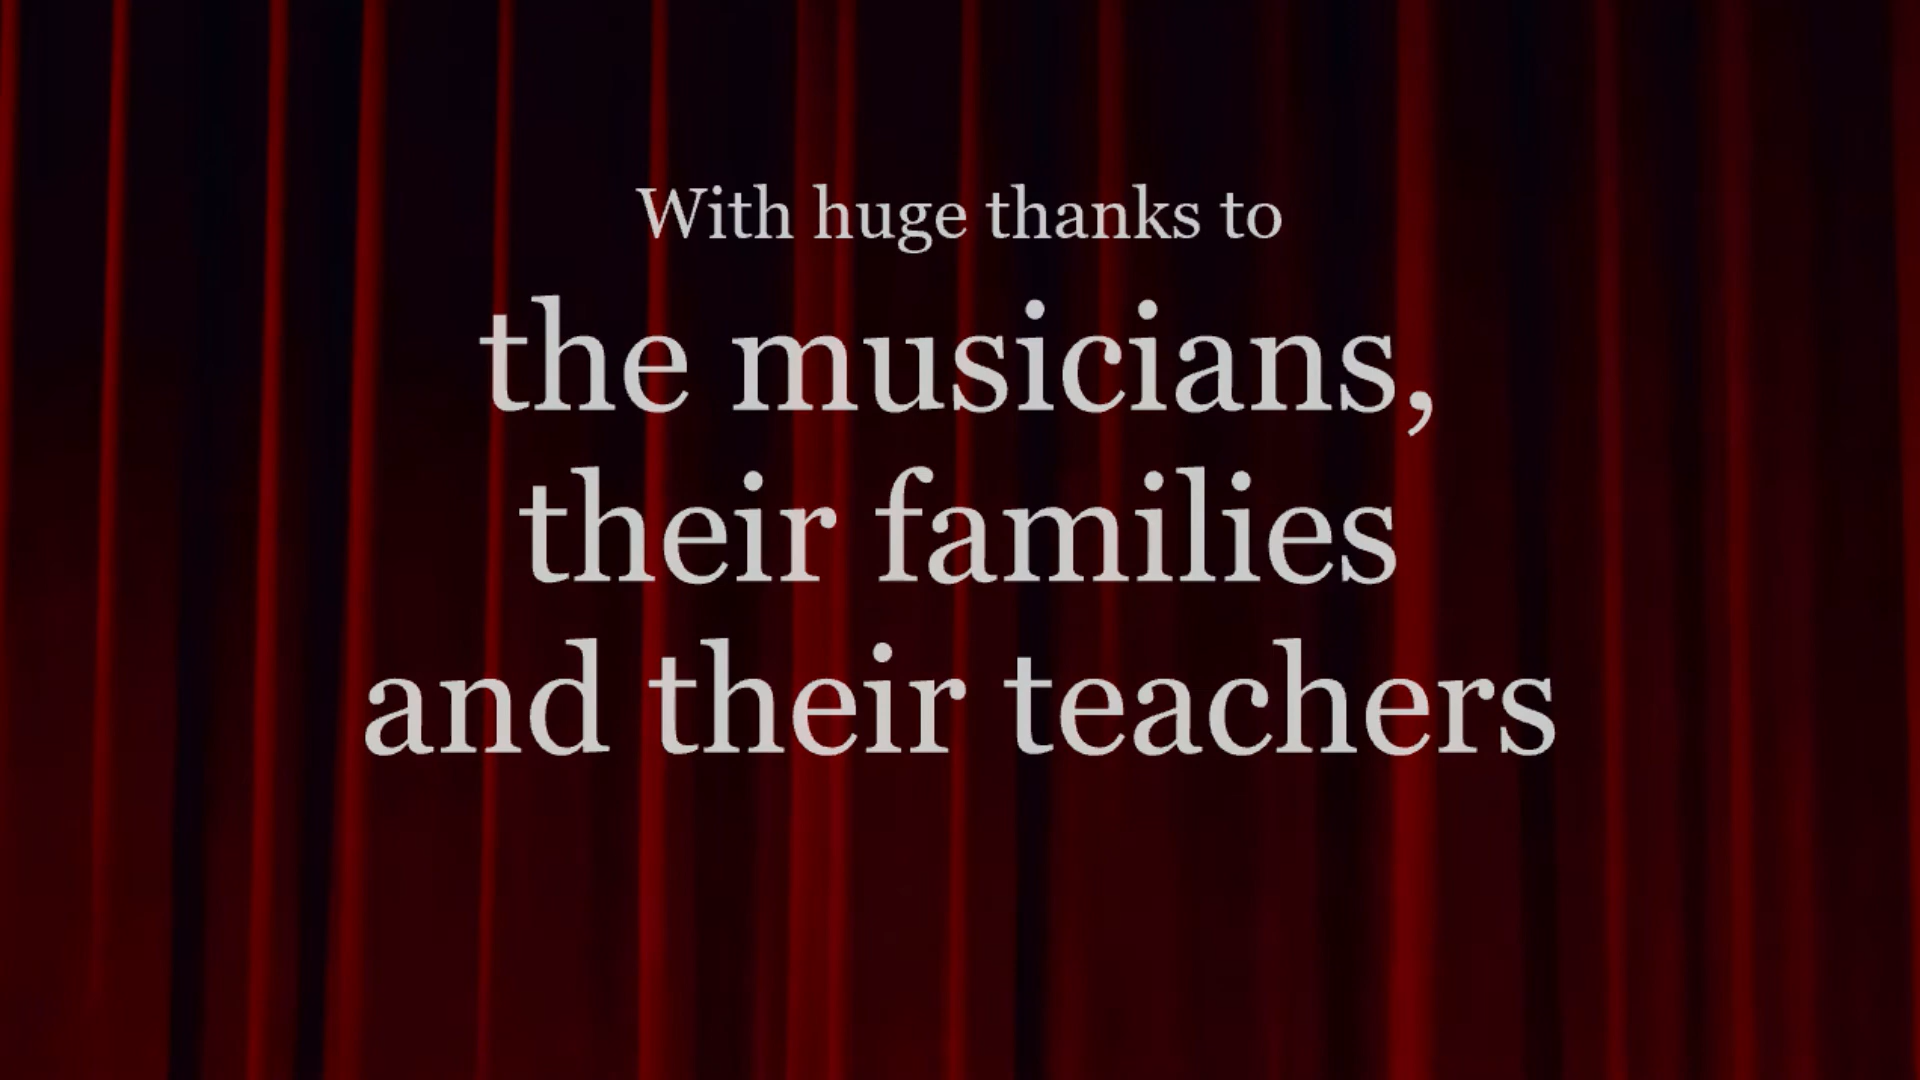 With huge thanks to
the musicians,
their families
and their teachers